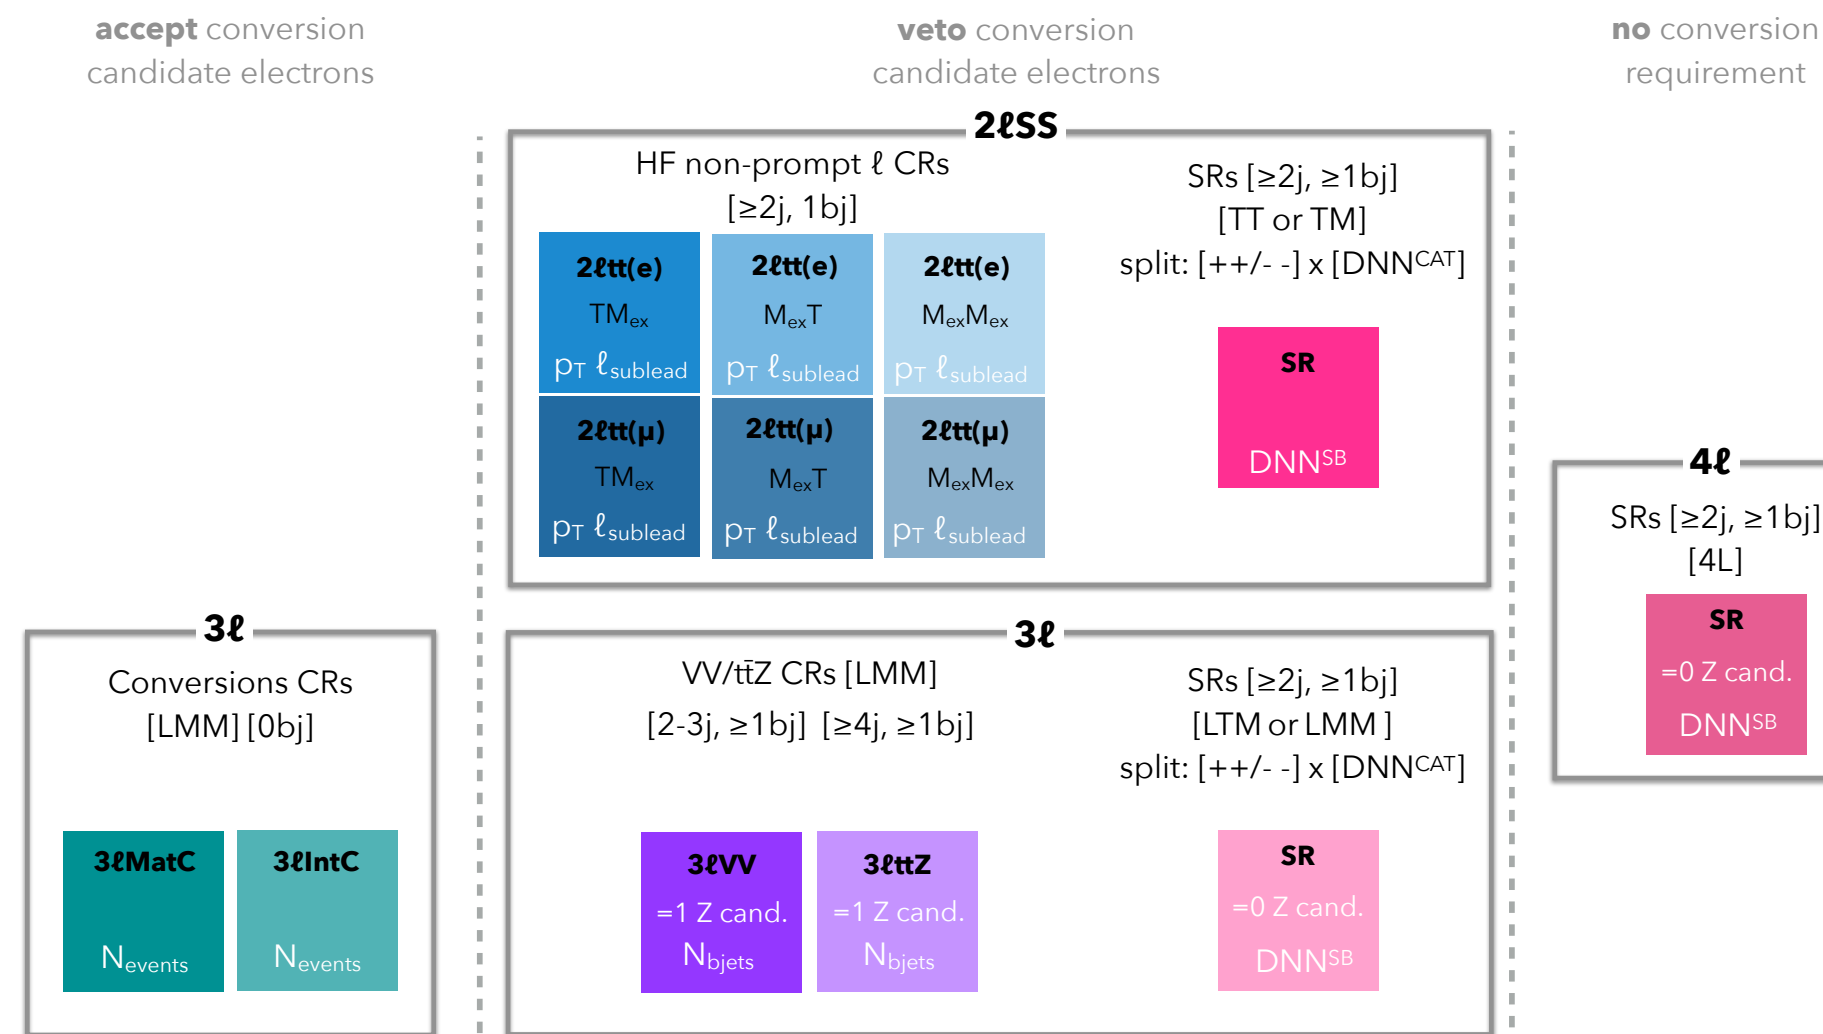 accept conversion
candidate electrons
veto conversion
candidate electrons
no conversion
requirement
2ℓSS
HF non-prompt ℓ CRs
[≥2j, 1bj]
2ℓtt(e)
TMex
pT ℓsublead
2ℓtt(e)
MexT
pT ℓsublead
2ℓtt(e)
MexMex
pT ℓsublead
2ℓtt(μ)
TMex
pT ℓsublead
2ℓtt(μ)
MexT
pT ℓsublead
2ℓtt(μ)
MexMex
pT ℓsublead
SRs [≥2j, ≥1bj]
[TT or TM]
split: [++/- -] x [DNNCAT]
SR
DNNSB
4ℓ
SRs [≥2j, ≥1bj]
[4L]
SR
=0 Z cand.
DNNSB
3ℓ
Conversions CRs
[LMM] [0bj]
3ℓMatC
Nevents
3ℓIntC
Nevents
3ℓ
VV/tt̄Z CRs [LMM]
[2-3j, ≥1bj] [≥4j, ≥1bj]
3ℓVV
=1 Z cand.
Nbjets
3ℓttZ
=1 Z cand.
Nbjets
SRs [≥2j, ≥1bj]
[LTM or LMM ]
split: [++/- -] x [DNNCAT]
SR
=0 Z cand.
DNNSB